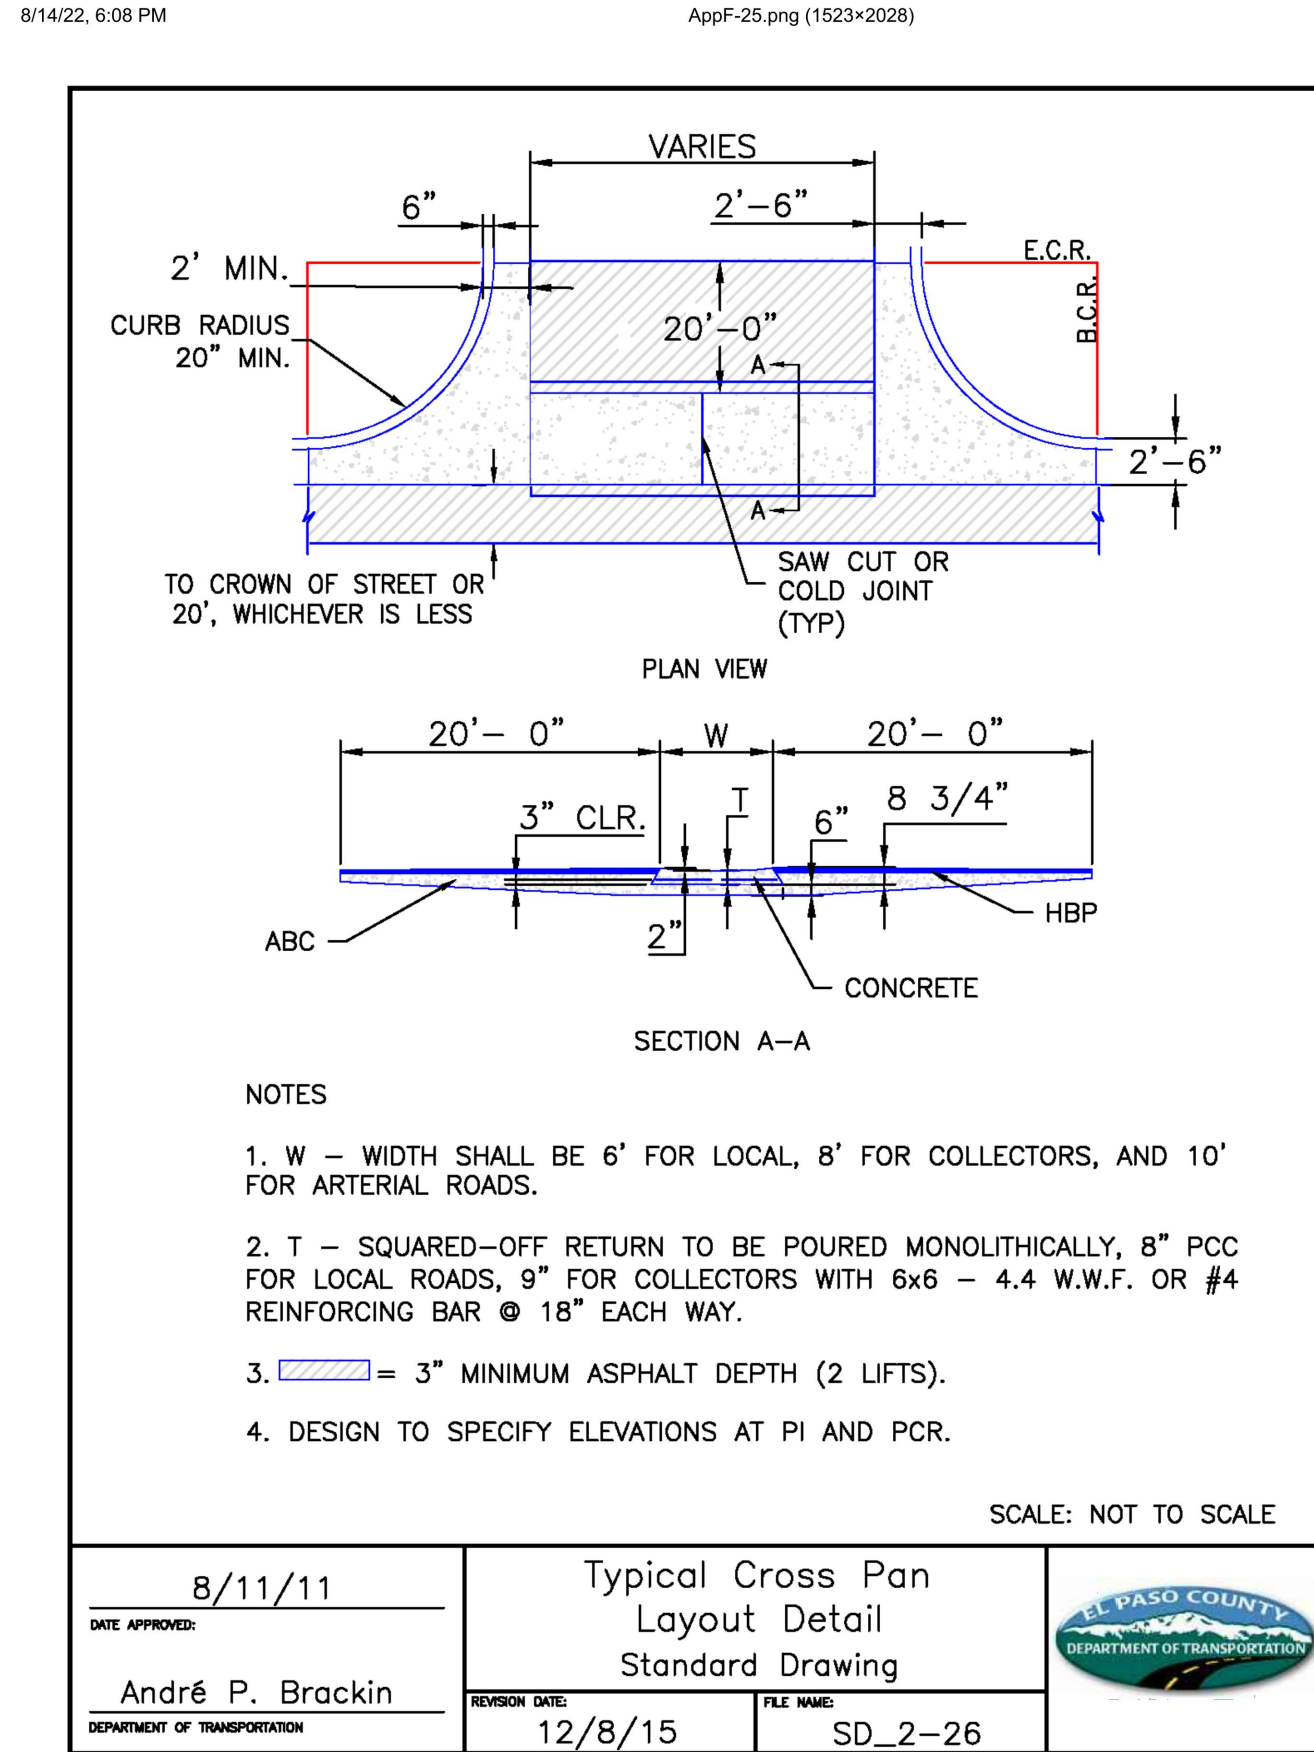 8/14/22, 6:08 PM
AppF-25.png (1523×2028)
VARIES
6”
2’-6”
2’ MIN.
E.C.R.
B.C.R.
CURB RADIUS
20” MIN.
20’-0”
A
2’-6”
A
SAW CUT OR
COLD JOINT
(TYP)
TO CROWN OF STREET OR
20’, WHICHEVER IS LESS
PLAN VIEW
20’- 0”
W
20’- 0”
3” CLR.
T
6”
8 3/4”
2”
ABC
HBP
CONCRETE
SECTION A-A
NOTES
1. W – WIDTH SHALL BE 6’ FOR LOCAL, 8’ FOR COLLECTORS, AND 10’
FOR ARTERIAL ROADS.
2. T – SQUARED-OFF RETURN TO BE POURED MONOLITHICALLY, 8” PCC
FOR LOCAL ROADS, 9” FOR COLLECTORS WITH 6x6 – 4.4 W.W.F. OR #4
REINFORCING BAR @ 18” EACH WAY.
3. = 3” MINIMUM ASPHALT DEPTH (2 LIFTS).
4. DESIGN TO SPECIFY ELEVATIONS AT PI AND PCR.
SCALE: NOT TO SCALE
8/11/11
DATE APPROVED:
André P. Brackin
DEPARTMENT OF TRANSPORTATION
Typical Cross Pan
Layout Detail
Standard Drawing
REVISION DATE:
12/8/15
FILE NAME:
SD_2-26
EL PASO COUNTY
DEPARTMENT OF TRANSPORTATION